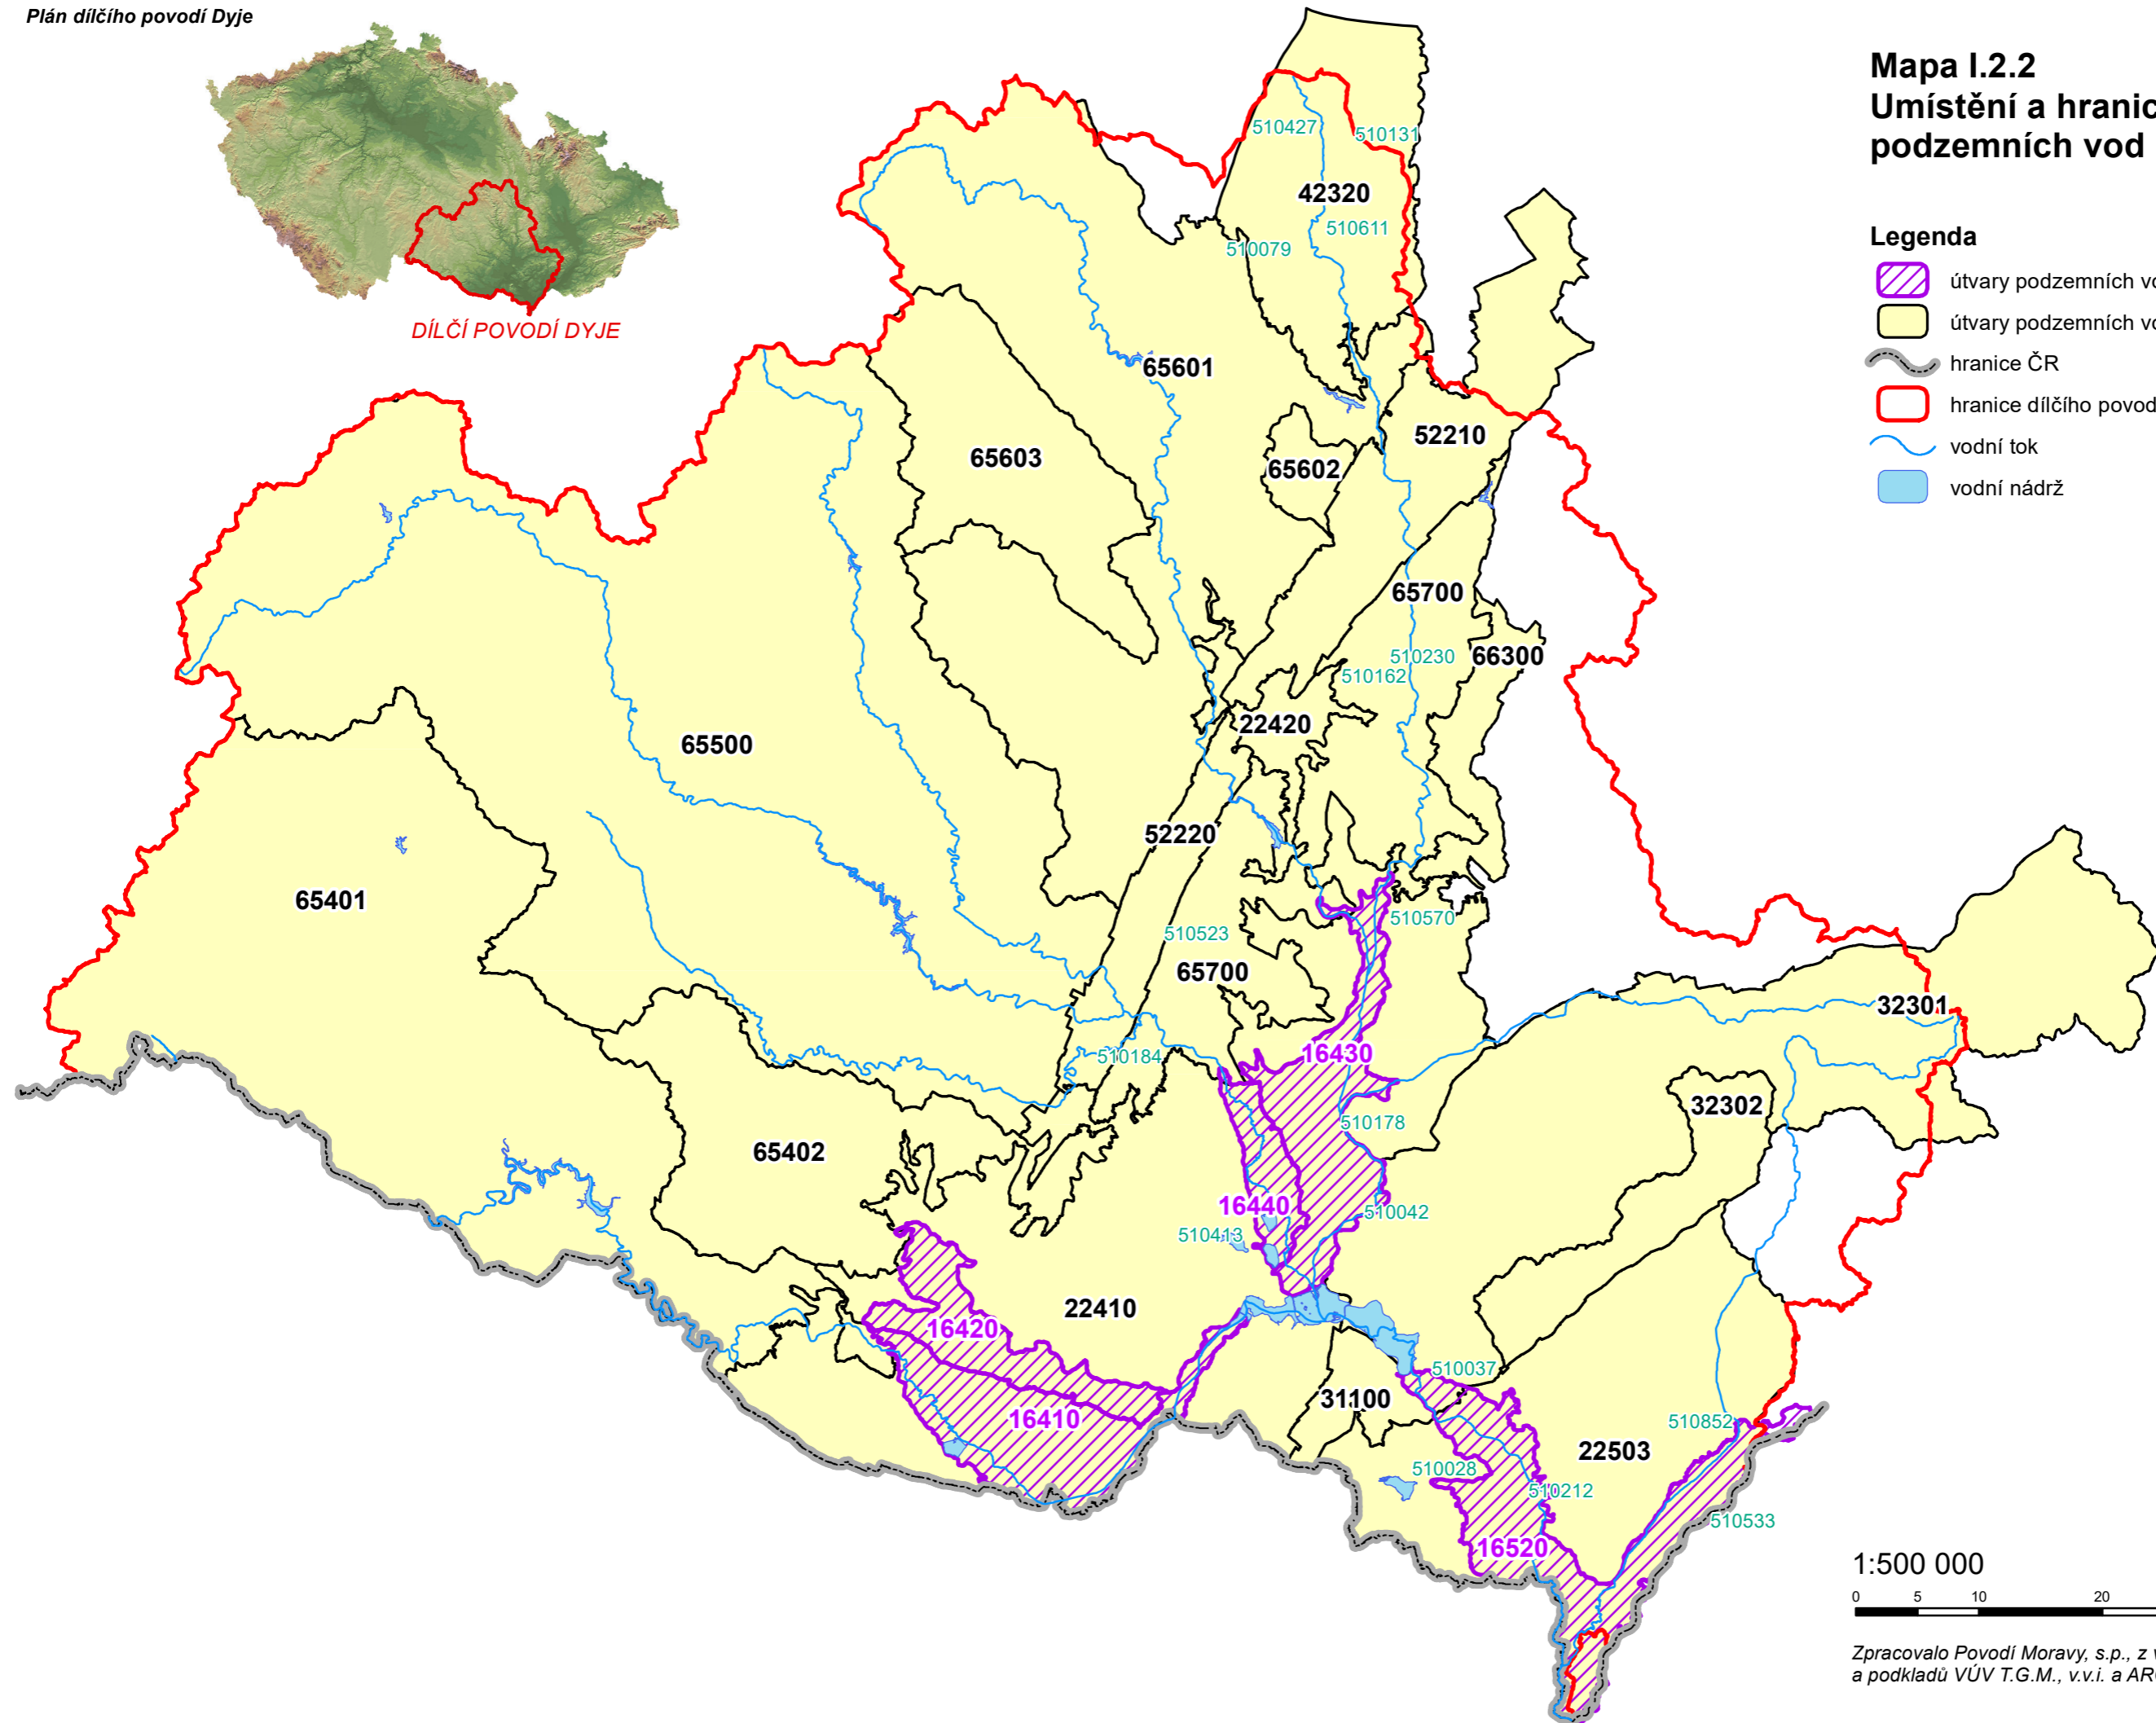 Plán dílčího povodí Dyje
DÍLČÍ POVODÍ DYJE
Mapa I.2.2
Umístění a hranic
podzemních vod
Legenda
útvary podzemních vo
útvary podzemních vo
hranice ČR
hranice dílčího povod
vodní tok
vodní nádrž
510427
510131
42320
510611
510079
65601
52210
65603
65602
65700
510230
66300
510162
22420
65500
52220
65401
510570
510523
65700
32301
16430
510184
32302
510178
65402
16440
510042
510413
22410
16420
510037
31100
16410
510852
22503
510028
510212
510533
16520
1:500 000
0 5 10 20
Zpracovalo Povodí Moravy, s.p., z v
a podkladů VÚV T.G.M., v.v.i. a AR